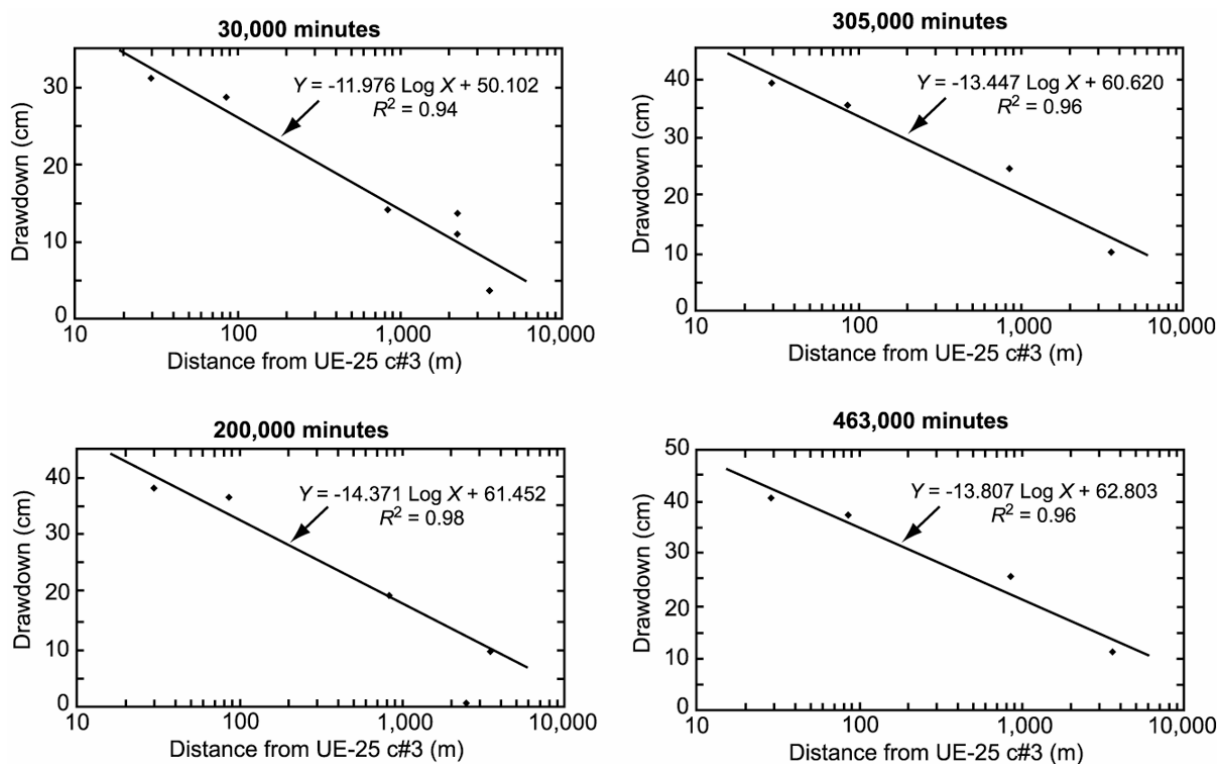 30,000 minutes
Drawdown (cm)
30
20
10
0
Y = -11.976 Log X + 50.102
R² = 0.94
10 100 1,000 10,000
Distance from UE-25 c#3 (m)
305,000 minutes
Drawdown (cm)
40
30
20
10
0
Y = -13.447 Log X + 60.620
R² = 0.96
10 100 1,000 10,000
Distance from UE-25 c#3 (m)
200,000 minutes
Drawdown (cm)
40
30
20
10
0
Y = -14.371 Log X + 61.452
R² = 0.98
10 100 1,000 10,000
Distance from UE-25 c#3 (m)
463,000 minutes
Drawdown (cm)
50
40
30
20
10
0
Y = -13.807 Log X + 62.803
R² = 0.96
10 100 1,000 10,000
Distance from UE-25 c#3 (m)